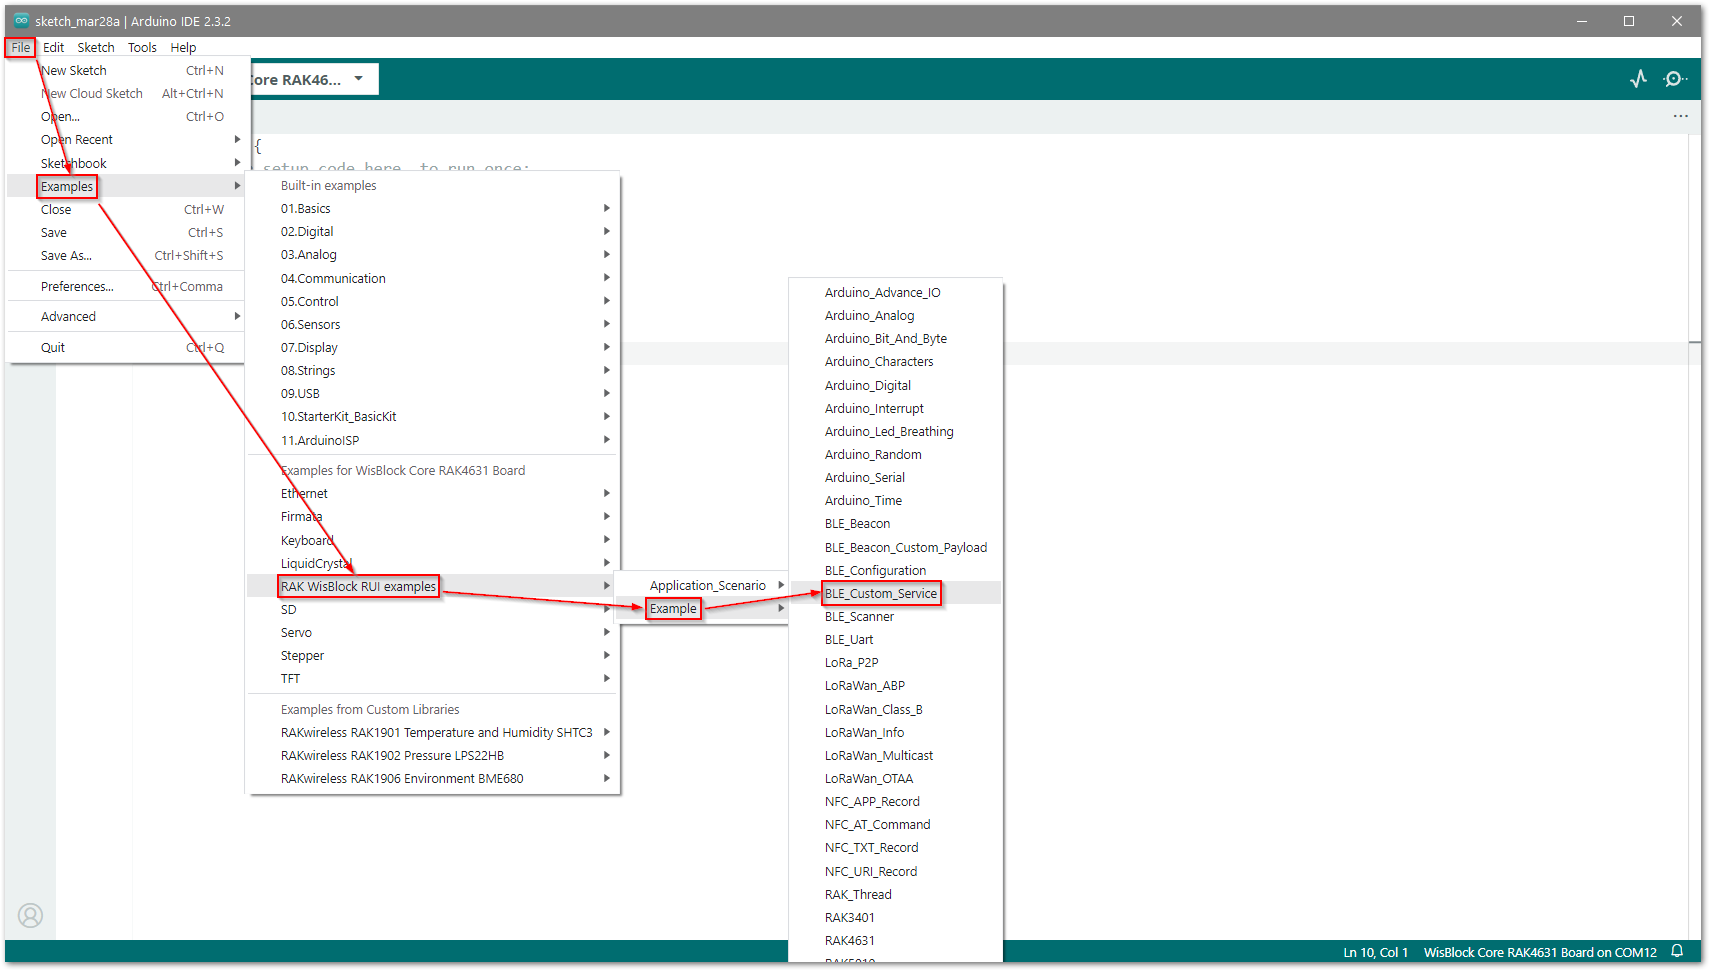 sketch_mar28a | Arduino IDE 2.3.2
File Edit Sketch Tools Help
New Sketch Ctrl+N
New Cloud Sketch Alt+Ctrl+N
Open... Ctrl+O
Open Recent
Sketchbook
Examples
Close Ctrl+W
Save Ctrl+S
Save As... Ctrl+Shift+S
Preferences... Ctrl+Comma
Advanced
Quit Ctrl+Q
Core RAK46...
{
setup code here, to run once:
Built-in examples
01.Basics
02.Digital
03.Analog
04.Communication
05.Control
06.Sensors
07.Display
08.Strings
09.USB
10.StarterKit_BasicKit
11.ArduinoISP
Examples for WisBlock Core RAK4631 Board
Ethernet
Firmata
Keyboard
LiquidCrystal
RAK WisBlock RUI examples
SD
Servo
Stepper
TFT
Examples from Custom Libraries
RAKwireless RAK1901 Temperature and Humidity SHTC3
RAKwireless RAK1902 Pressure LPS22HB
RAKwireless RAK1906 Environment BME680
Application_Scenario
Example
Arduino_Advance_IO
Arduino_Analog
Arduino_Bit_And_Byte
Arduino_Characters
Arduino_Digital
Arduino_Interrupt
Arduino_Led_Breathing
Arduino_Random
Arduino_Serial
Arduino_Time
BLE_Beacon
BLE_Beacon_Custom_Payload
BLE_Configuration
BLE_Custom_Service
BLE_Scanner
BLE_Uart
LoRa_P2P
LoRaWan_ABP
LoRaWan_Class_B
LoRaWan_Info
LoRaWan_Multicast
LoRaWan_OTAA
NFC_APP_Record
NFC_AT_Command
NFC_TXT_Record
NFC_URI_Record
RAK_Thread
RAK3401
RAK4631
Ln 10, Col 1 WisBlock Core RAK4631 Board on COM12